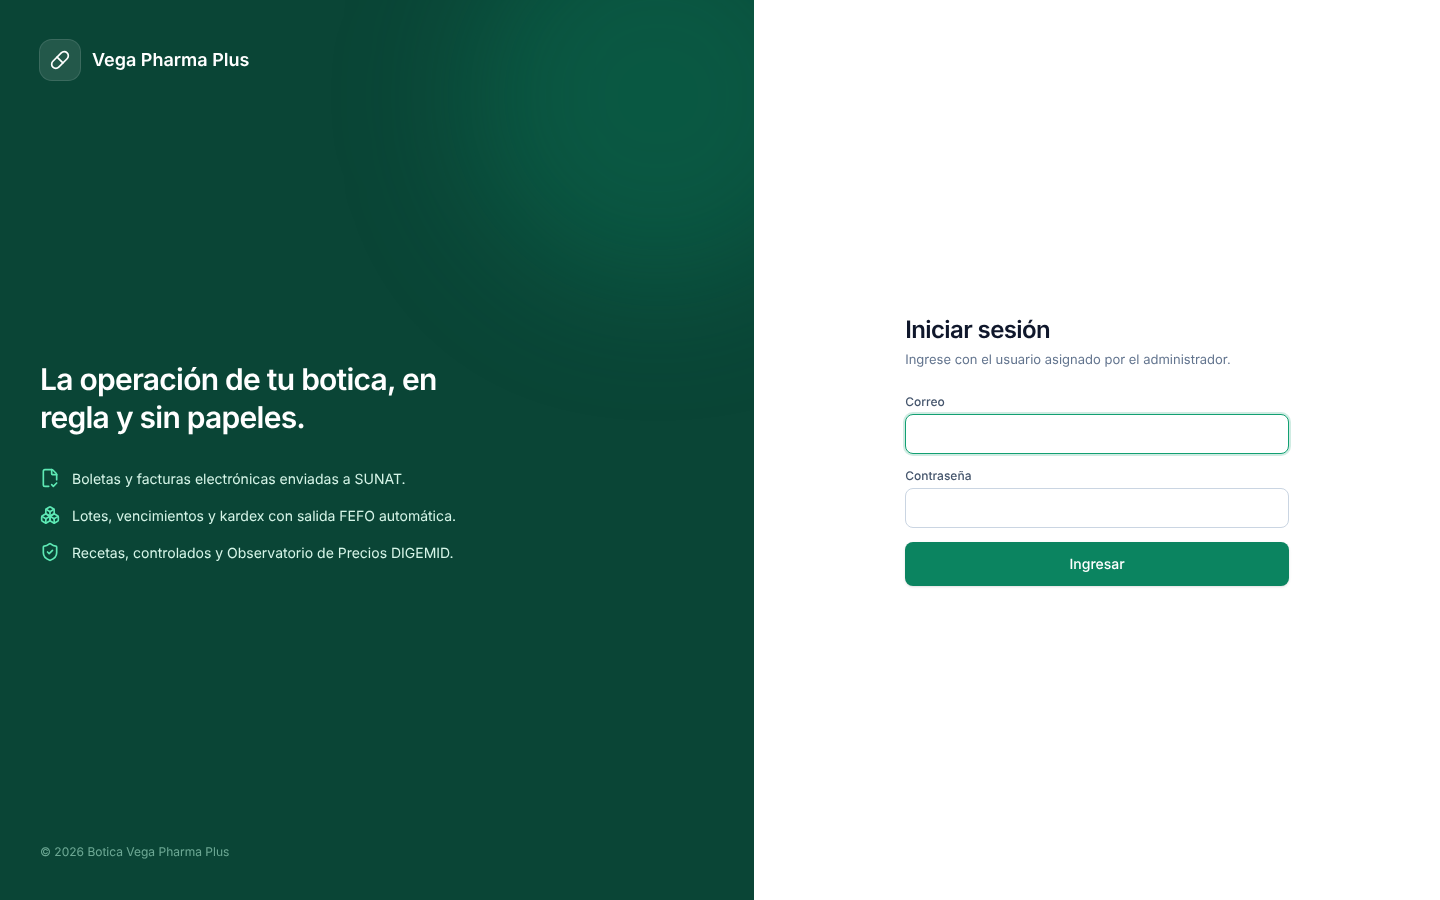 Vega Pharma Plus
La operación de tu botica, en
regla y sin papeles.
Boletas y facturas electrónicas enviadas a SUNAT.
Lotes, vencimientos y kardex con salida FEFO automática.
Recetas, controlados y Observatorio de Precios DIGEMID.
© 2026 Botica Vega Pharma Plus
Iniciar sesión
Ingrese con el usuario asignado por el administrador.
Correo
Contraseña
Ingresar